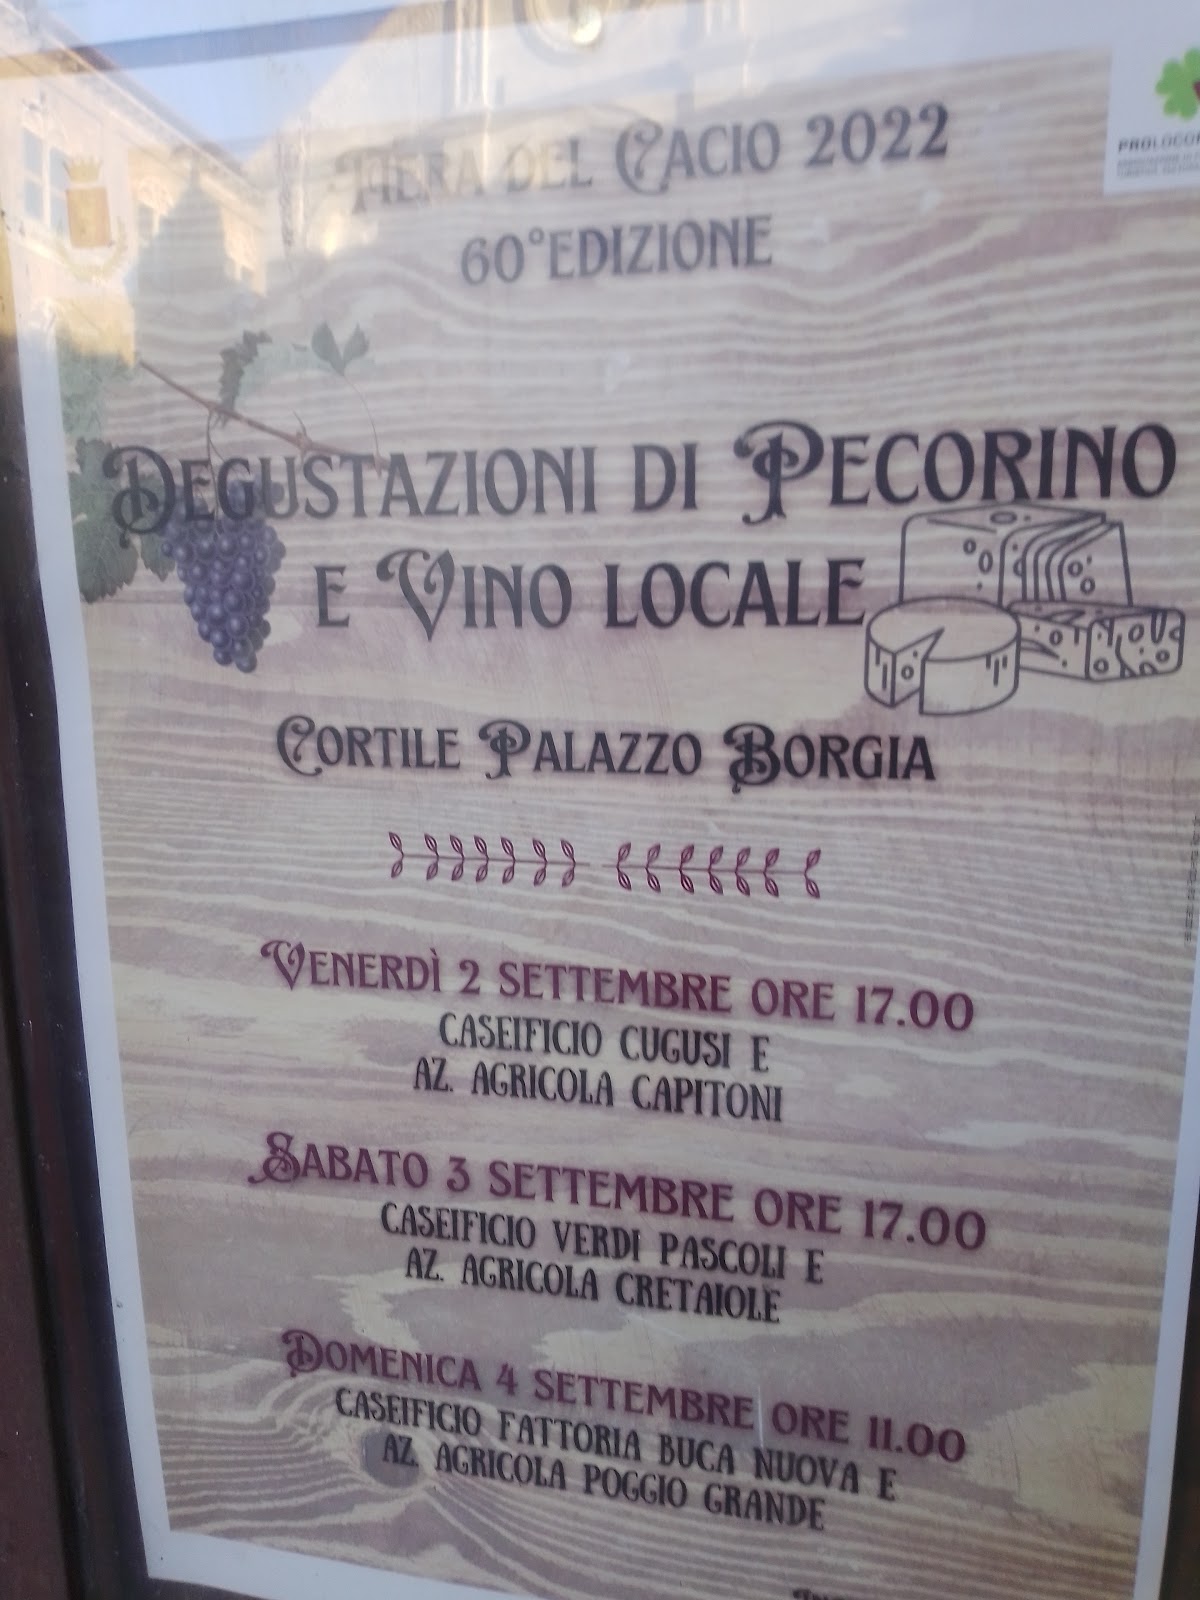 FIERA DEL CACIO 2022
60°EDIZIONE
PROLOCO
DEGUSTAZIONI DI PECORINO
E VINO LOCALE
CORTILE PALAZZO BORGIA
VENERDÌ 2 SETTEMBRE ORE 17.00
CASEIFICIO CUGUSI E
AZ. AGRICOLA CAPITONI
SABATO 3 SETTEMBRE ORE 17.00
CASEIFICIO VERDI PASCOLI E
AZ. AGRICOLA CRETAIOLE
DOMENICA 4 SETTEMBRE ORE 11.00
CASEIFICIO FATTORIA BUCA NUOVA E
AZ. AGRICOLA POGGIO GRANDE